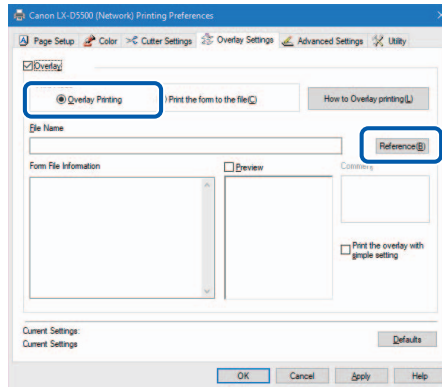 Canon LX-D5500 (Network) Printing Preferences
Page Setup Color Cutter Settings Overlay Settings Advanced Settings Utility
Overlay
Overlay Printing Print the form to the file(C) How to Overlay printing(L)
File Name
Reference(B)
Form File Information Preview Comment
Print the overlay with
simple setting
Current Settings:
Current Settings Defaults
OK Cancel Apply Help